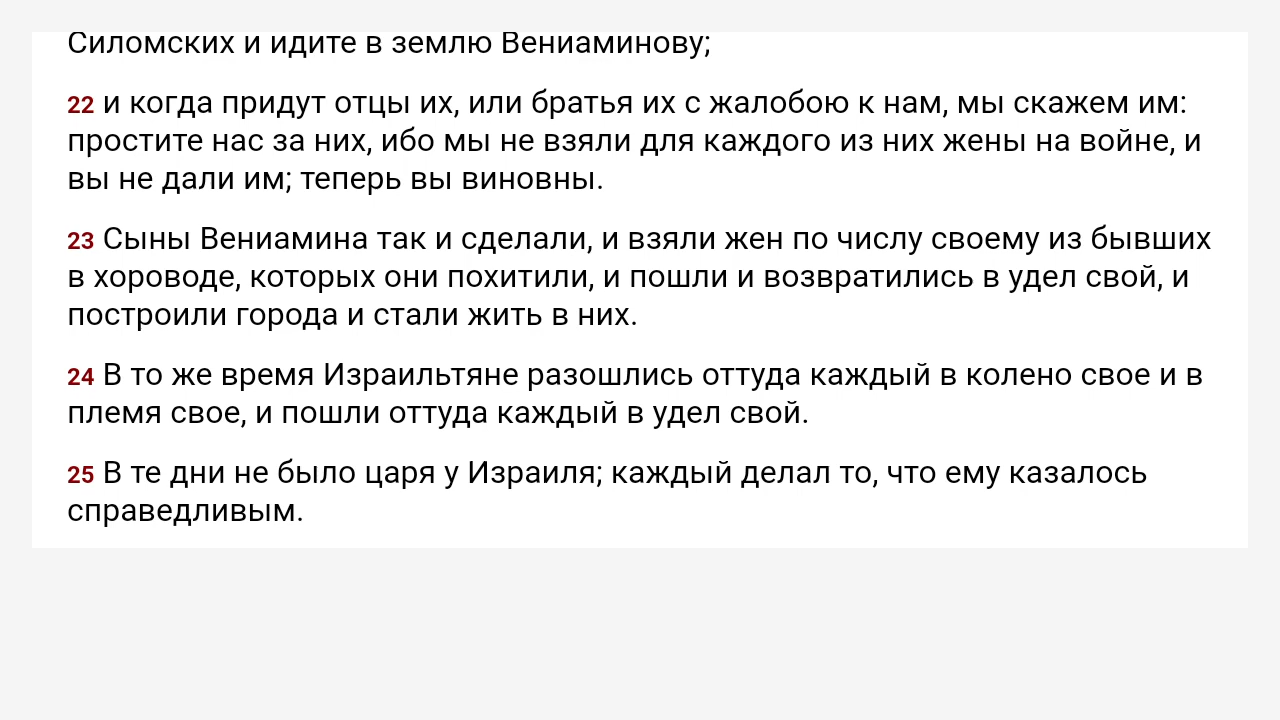 Силомских и идите в землю Вениаминову;
22 и когда придут отцы их, или братья их с жалобою к нам, мы скажем им:
простите нас за них, ибо мы не взяли для каждого из них жены на войне, и
вы не дали им; теперь вы виновны.
23 Сыны Вениамина так и сделали, и взяли жен по числу своему из бывших
в хороводе, которых они похитили, и пошли и возвратились в удел свой, и
построили города и стали жить в них.
24 В то же время Израильтяне разошлись оттуда каждый в колено свое и в
племя свое, и пошли оттуда каждый в удел свой.
25 В те дни не было царя у Израиля; каждый делал то, что ему казалось
справедливым.